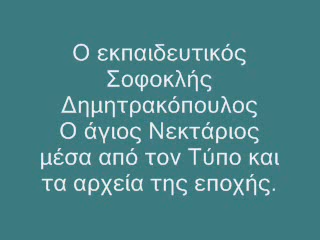 Ο εκπαιδευτικός
Σοφοκλής
Δημητρακόπουλος
Ο άγιος Νεκτάριος
μέσα από τον Τύπο και
τα αρχεία της εποχής.